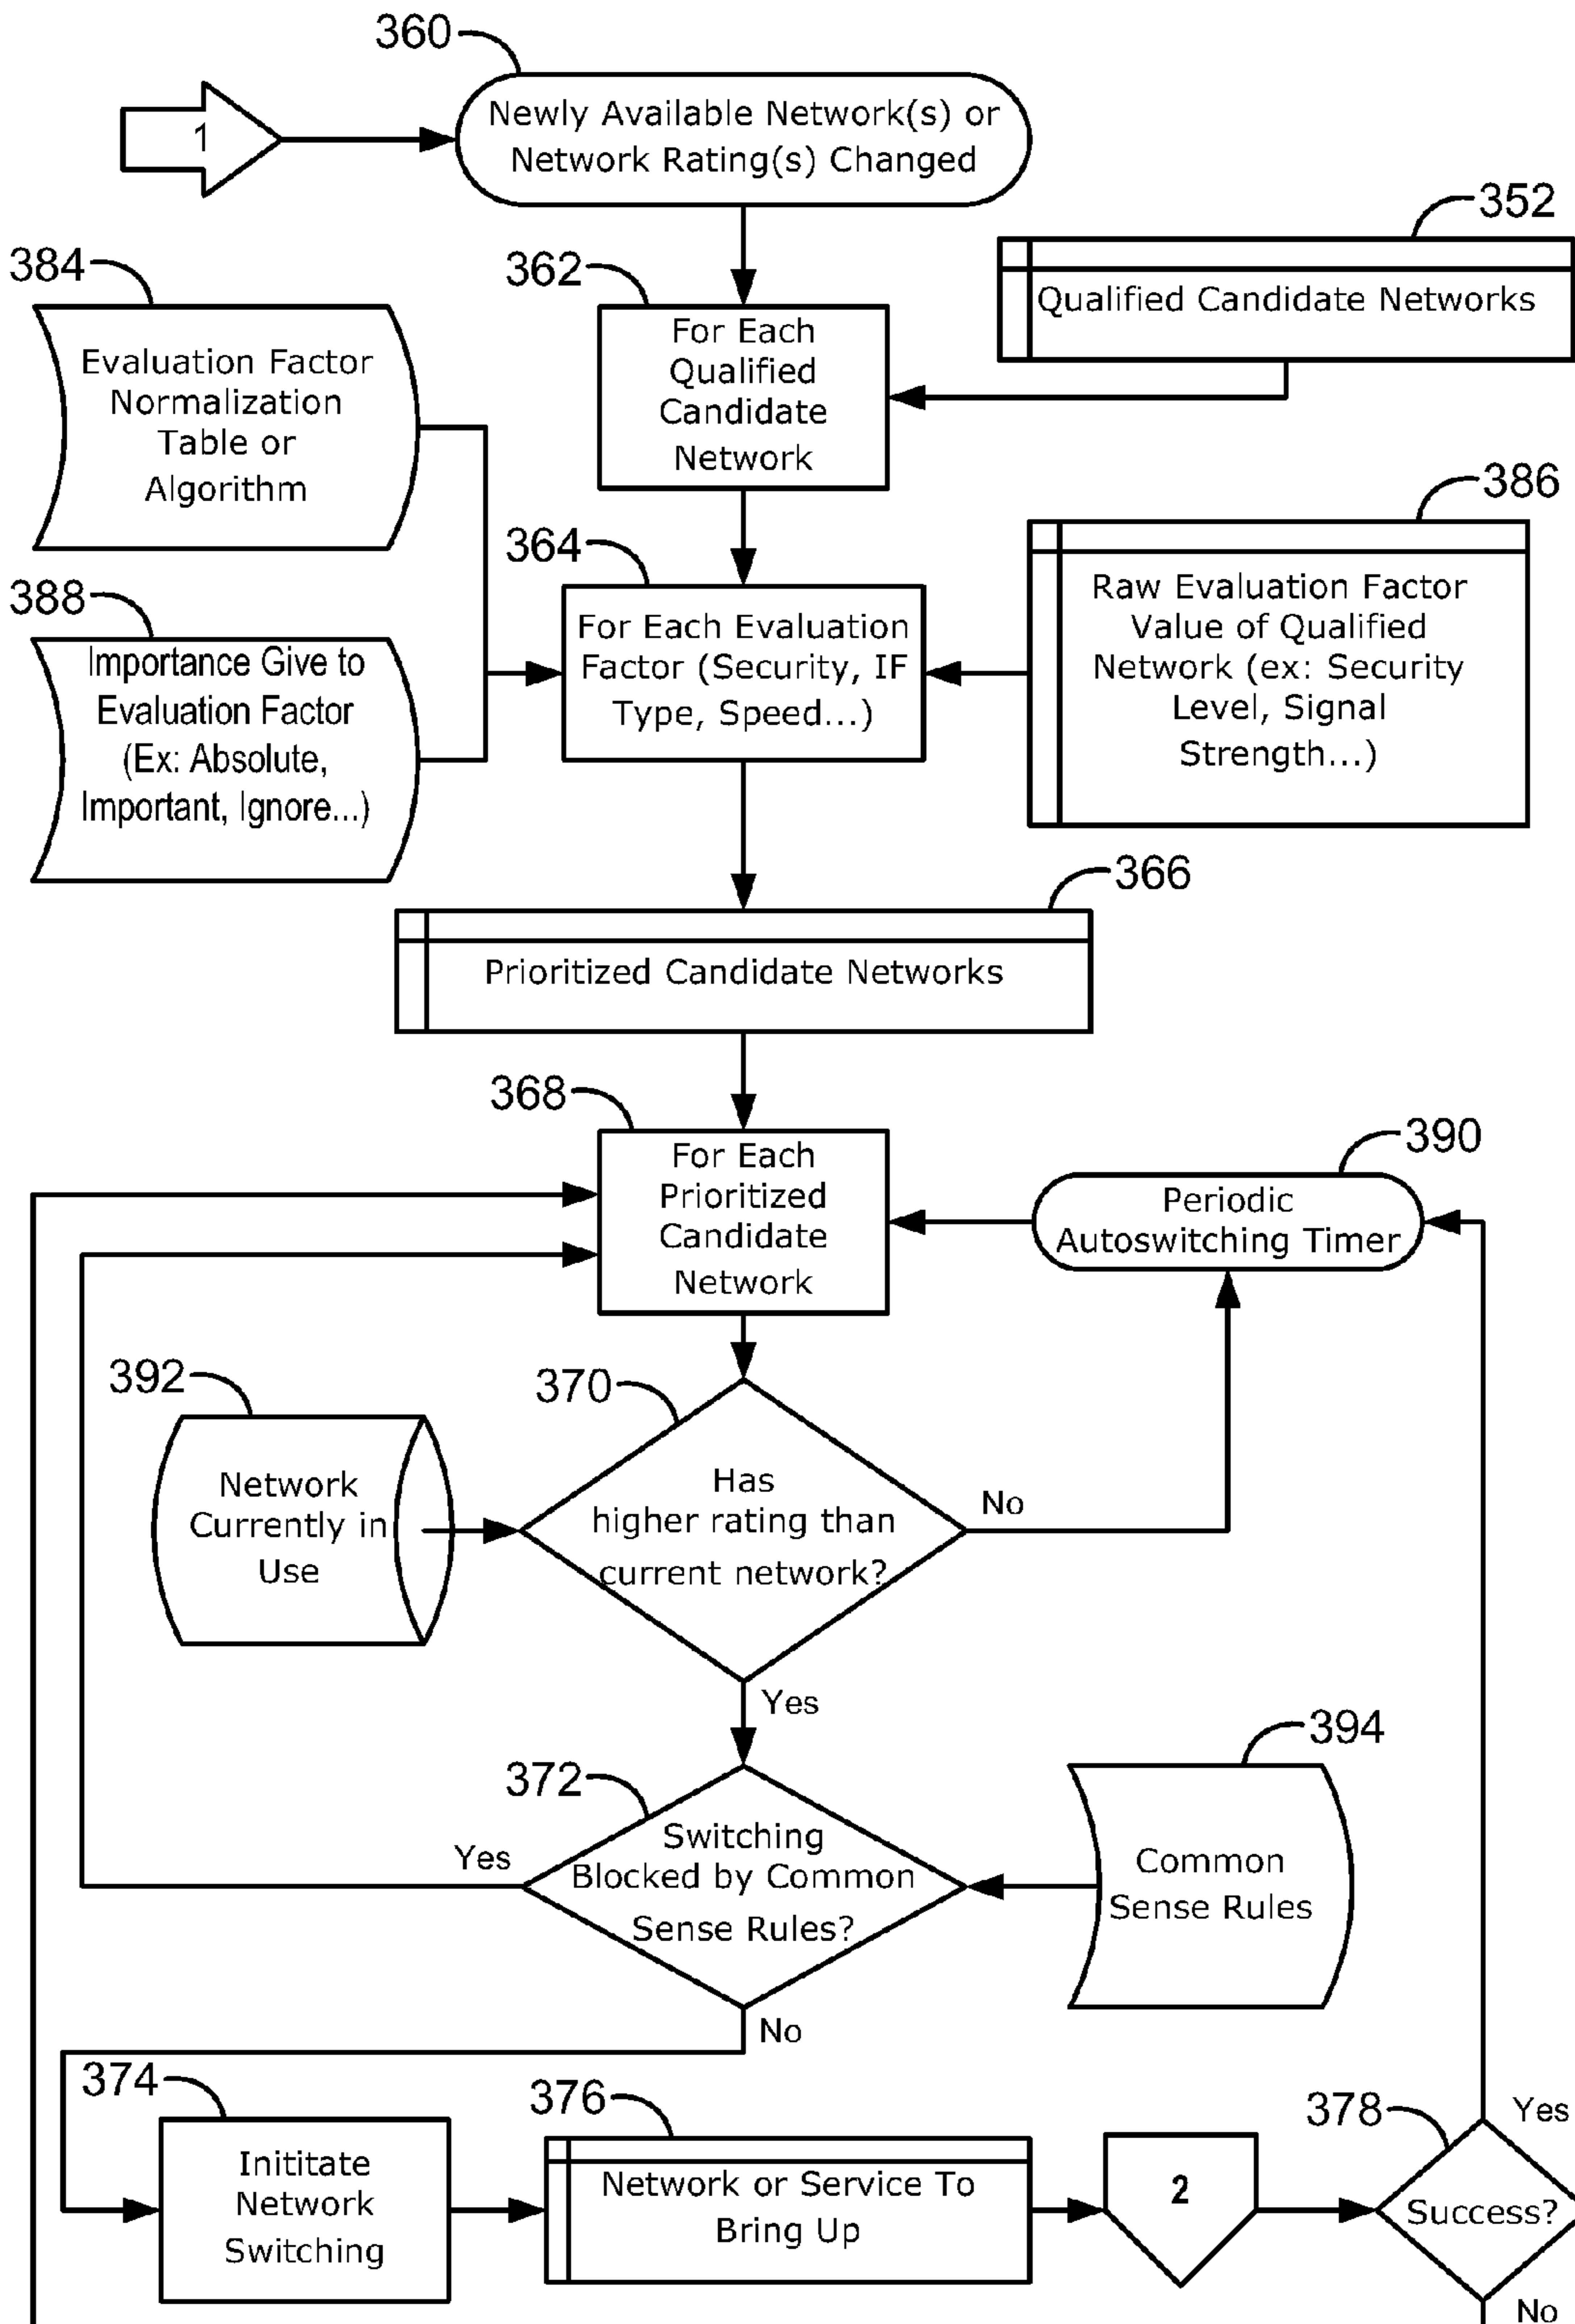 360
1
Newly Available Network(s) or
Network Rating(s) Changed
352
Qualified Candidate Networks
384
Evaluation Factor
Normalization
Table or
Algorithm
362
For Each
Qualified
Candidate
Network
386
Raw Evaluation Factor
Value of Qualified
Network (ex: Security
Level, Signal
Strength...)
364
For Each Evaluation
Factor (Security, IF
Type, Speed...)
388
Importance Give to
Evaluation Factor
(Ex: Absolute,
Important, Ignore...)
366
Prioritized Candidate Networks
368
For Each
Prioritized
Candidate
Network
390
Periodic
Autoswitching Timer
392
Network
Currently in
Use
370
Has
higher rating than
current network?
No
Yes
394
Common
Sense Rules
372
Switching
Blocked by Common
Sense Rules?
Yes
No
374
Inititate
Network
Switching
376
Network or Service To
Bring Up
2
378
Success?
Yes
No